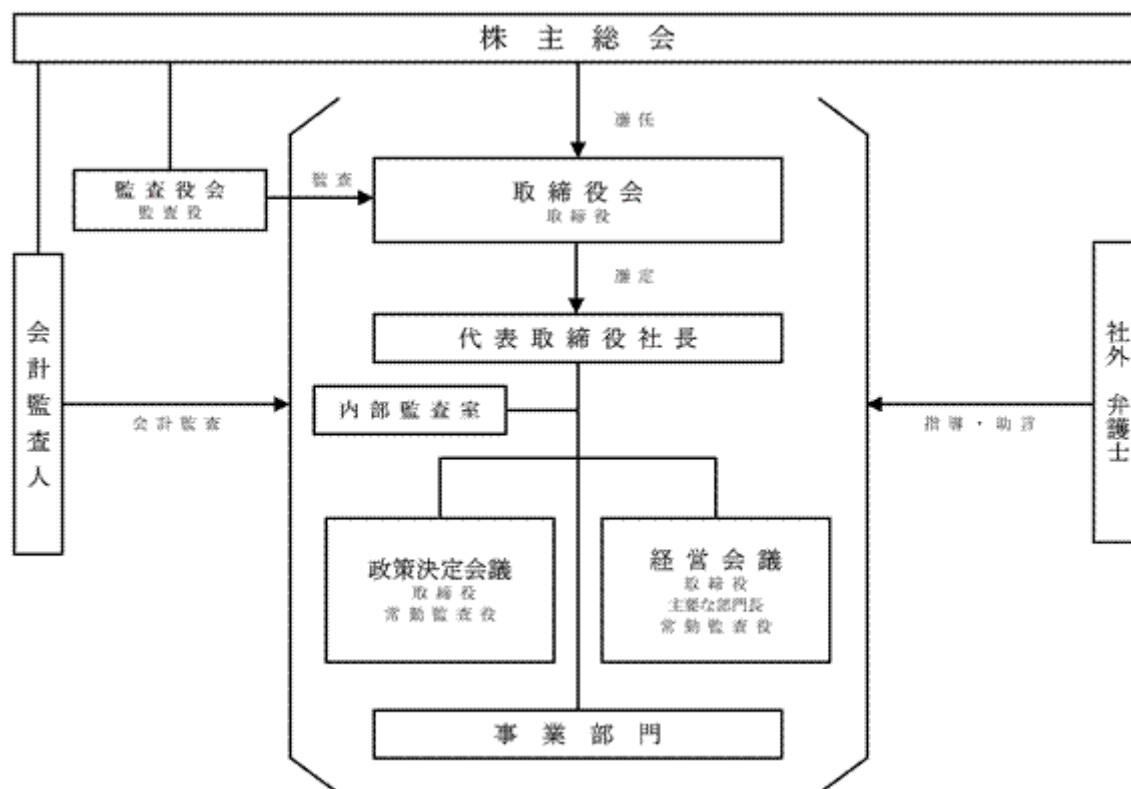 株主総会
選任
監査役会
監査役
監査
取締役会
取締役
選定
代表取締役社長
会計監査人
会計監査
内部監査室
社外 弁護士
指導・助言
政策決定会議
取締役
常勤監査役
経営会議
取締役
主要な部門長
常勤監査役
事業部門